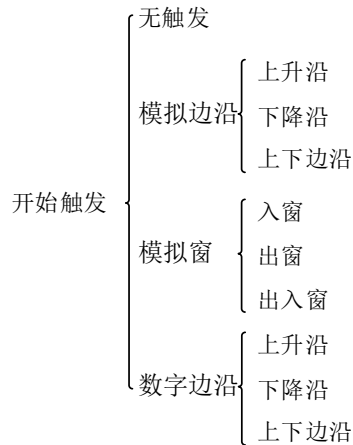 开始触发
无触发
模拟边沿
上升沿
下降沿
上下边沿
模拟窗
入窗
出窗
出入窗
数字边沿
上升沿
下降沿
上下边沿